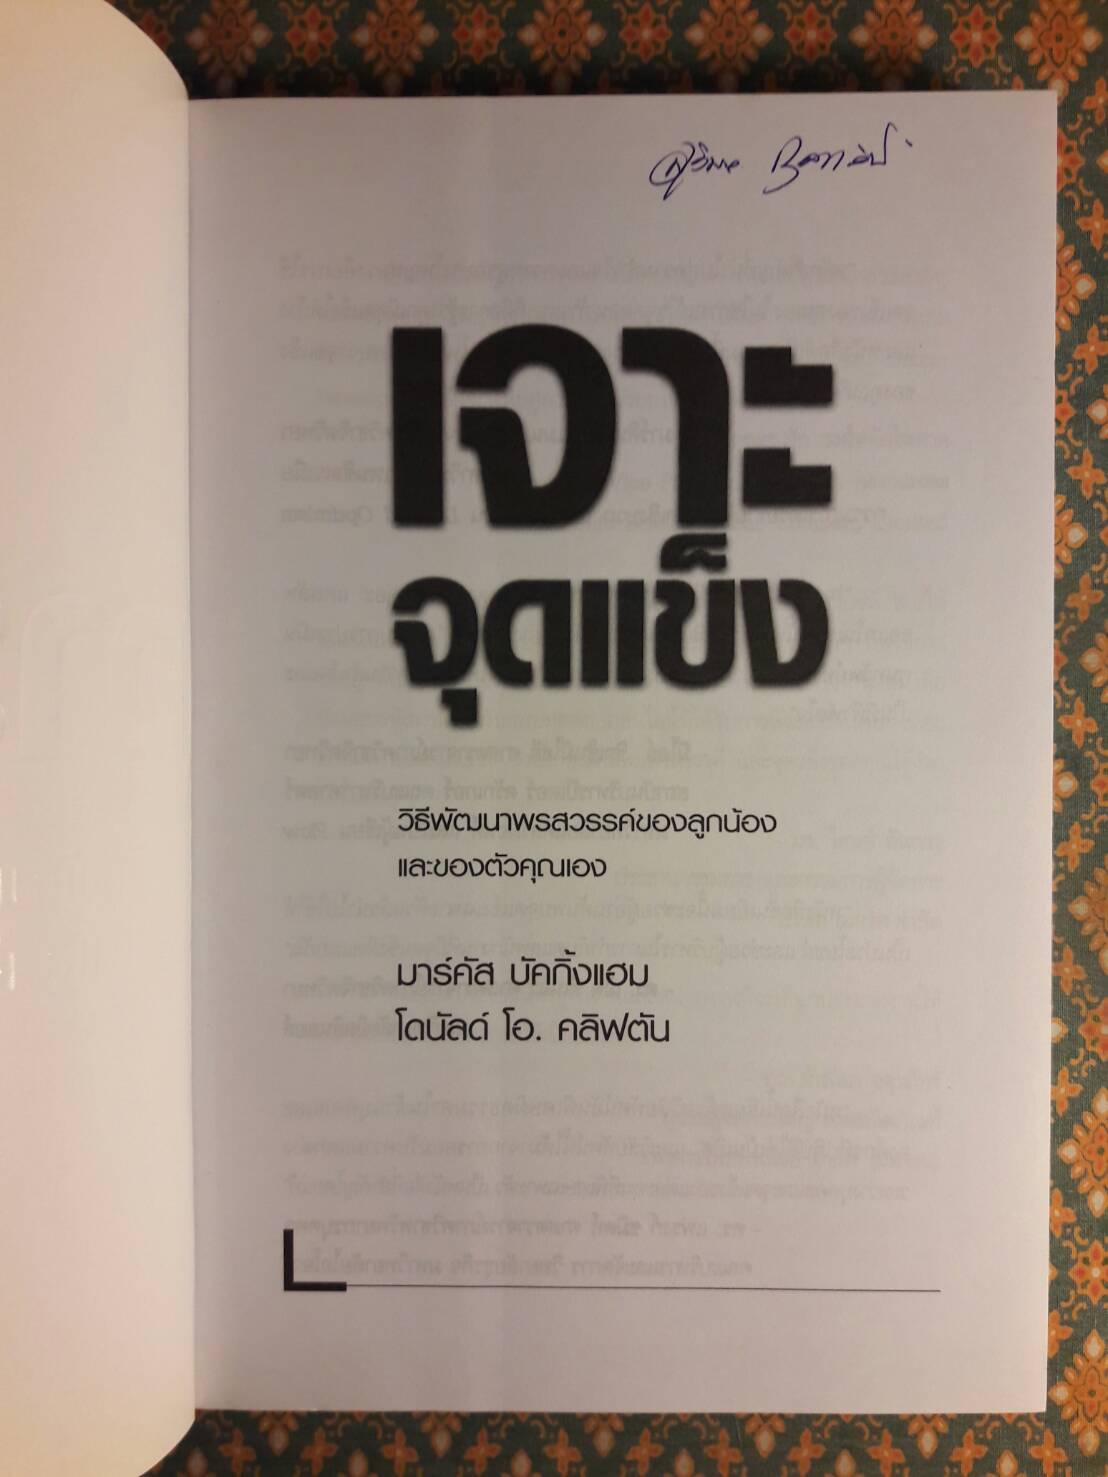 เจาะ
จุดแข็ง
วิธีพัฒนาพรสวรรค์ของลูกน้อง
และของตัวคุณเอง
มาร์คัส บัคกิ้งแฮม
โดนัลด์ โอ. คลิฟตัน